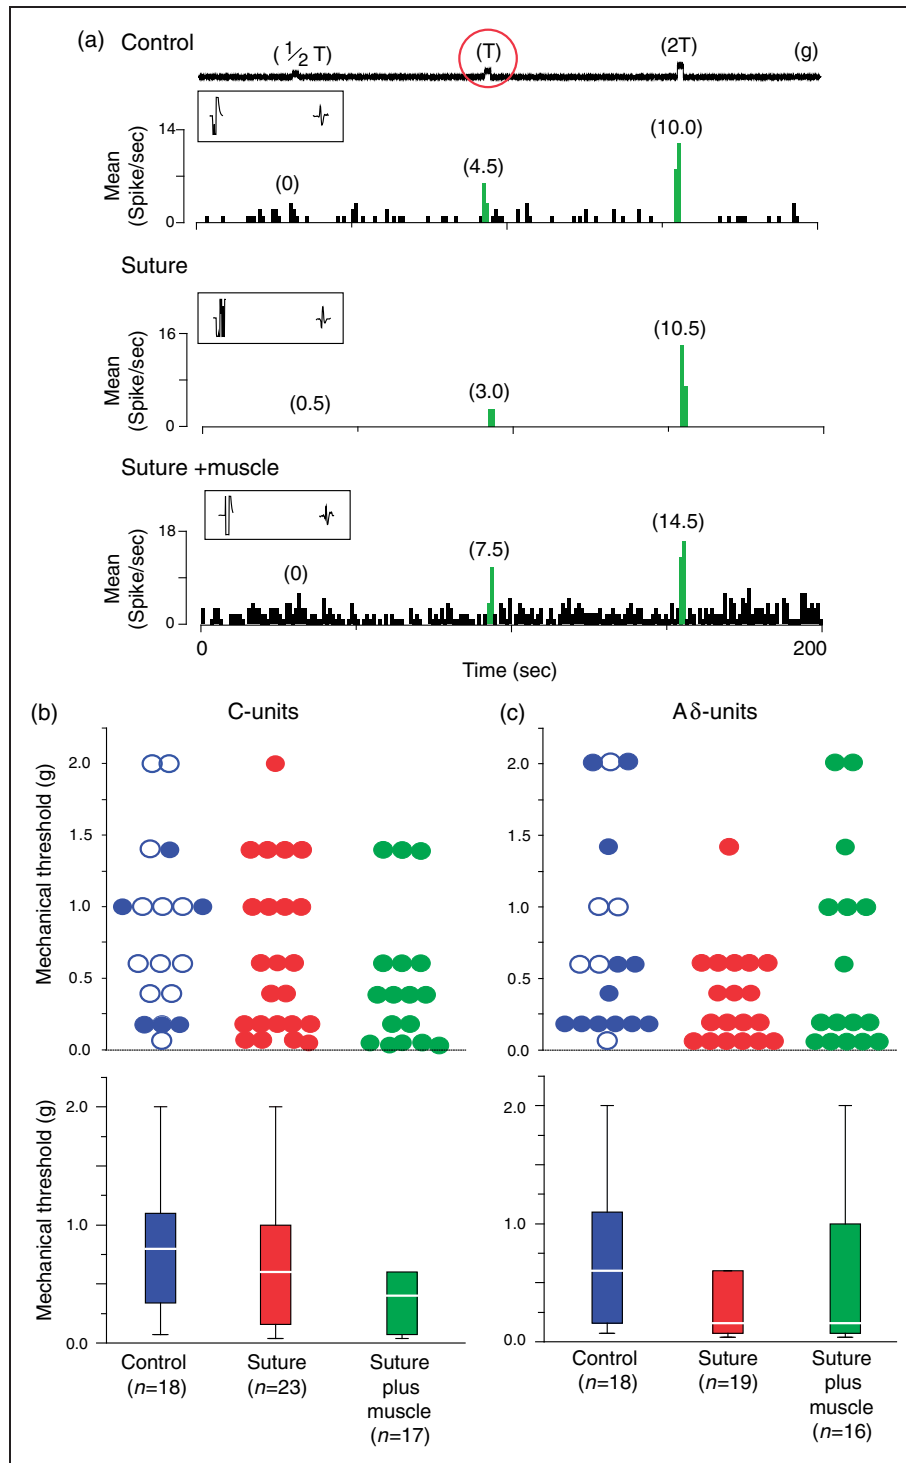 (a)
Control
( 1/2 T)
(T)
(2T)
(g)
14
0
Mean
(Spike/sec)
(0)
(4.5)
(10.0)
Suture
16
0
Mean
(Spike/sec)
(0.5)
(3.0)
(10.5)
Suture +muscle
18
0
Mean
(Spike/sec)
(0)
(7.5)
(14.5)
0
200
Time (sec)
(b)
C-units
(c)
Aδ-units
Mechanical threshold (g)
2.0
1.5
1.0
0.5
0.0
Mechanical threshold (g)
2.0
1.5
1.0
0.5
0.0
Mechanical threshold (g)
2.0
1.0
0.0
2.0
1.0
0.0
Control
(n=18)
Suture
(n=23)
Suture
plus
muscle
(n=17)
Control
(n=18)
Suture
(n=19)
Suture
plus
muscle
(n=16)